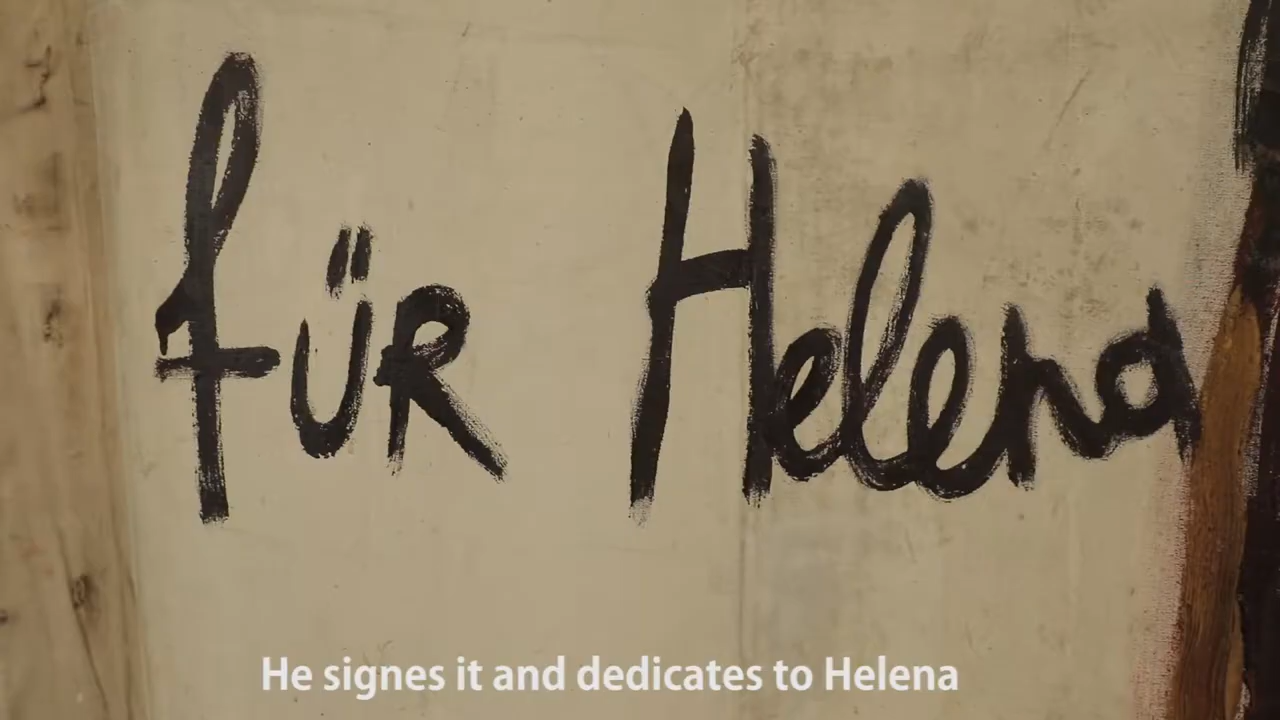 für Helena
He signes it and dedicates to Helena